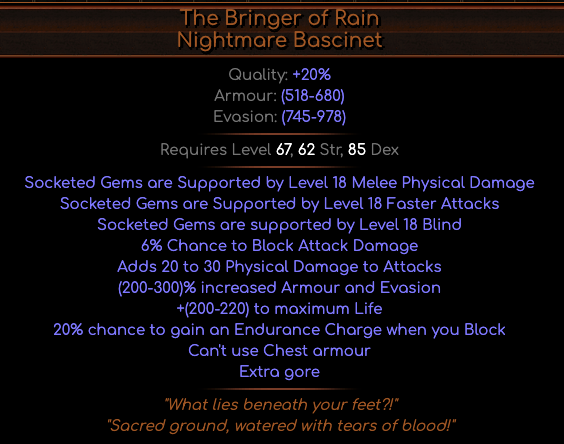 The Bringer of Rain
Nightmare Bascinet
Quality: +20%
Armour: (518-680)
Evasion: (745-978)
Requires Level 67, 62 Str, 85 Dex
Socketed Gems are Supported by Level 18 Melee Physical Damage
Socketed Gems are Supported by Level 18 Faster Attacks
Socketed Gems are supported by Level 18 Blind
6% Chance to Block Attack Damage
Adds 20 to 30 Physical Damage to Attacks
(200-300)% increased Armour and Evasion
+(200-220) to maximum Life
20% chance to gain an Endurance Charge when you Block
Can't use Chest armour
Extra gore
"What lies beneath your feet?!"
"Sacred ground, watered with tears of blood!"